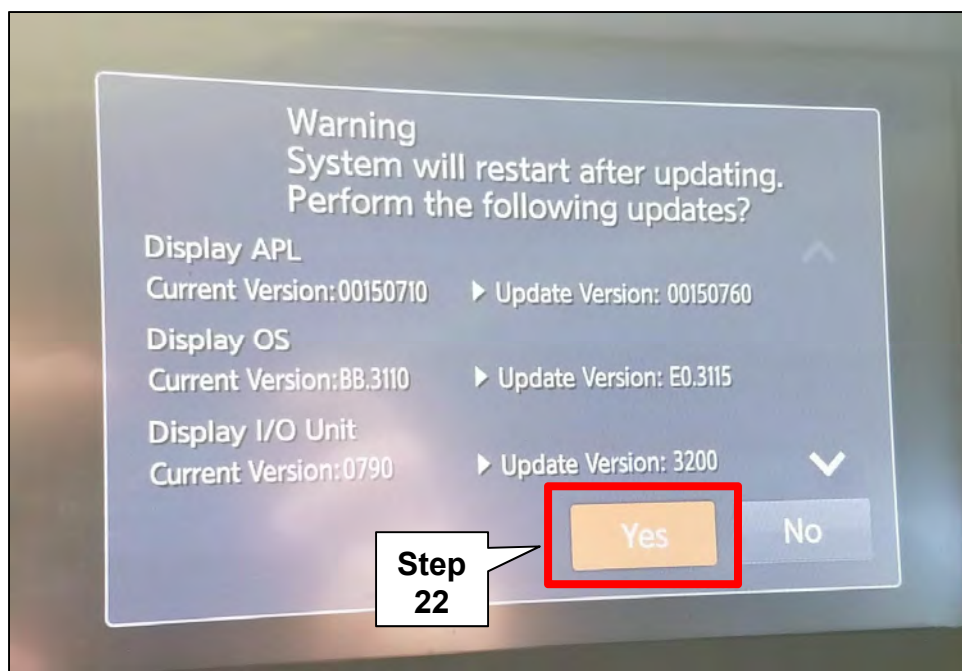 Warning
System will restart after updating.
Perform the following updates?
Display APL
Current Version:00150710 ▶ Update Version: 00150760
Display OS
Current Version:BB.3110 ▶ Update Version: E0.3115
Display I/O Unit
Current Version:0790 ▶ Update Version: 3200
Yes No
Step
22